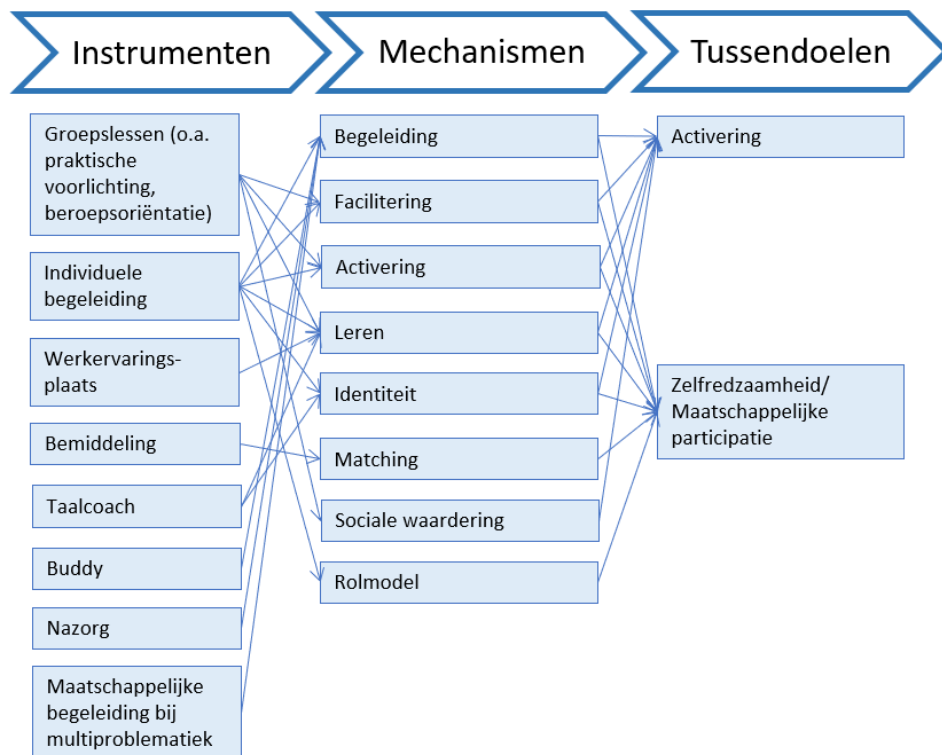 Instrumenten
Mechanismen
Tussendoelen
Groepslessen (o.a.
praktische
voorlichting,
beroepsoriëntatie)
Individuele
begeleiding
Werkervarings-
plaats
Bemiddeling
Taalcoach
Buddy
Nazorg
Maatschappelijke
begeleiding bij
multiproblematiek
Begeleiding
Facilitering
Activering
Leren
Identiteit
Matching
Sociale waardering
Rolmodel
Activering
Zelfredzaamheid/
Maatschappelijke
participatie